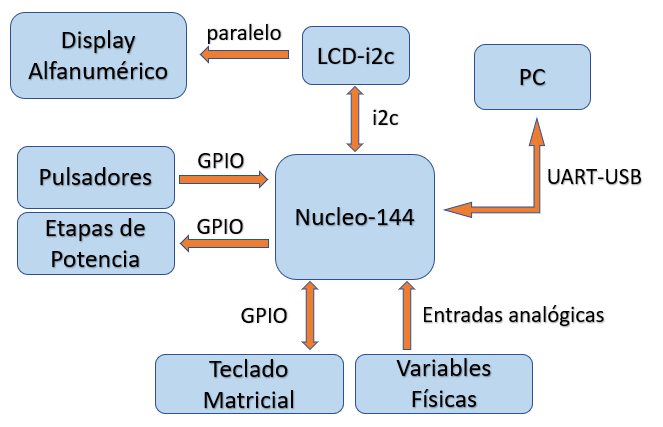 Display
Alfanumérico
paralelo
LCD-i2c
PC
i2c
Pulsadores
GPIO
Nucleo-144
UART-USB
Etapas de
Potencia
GPIO
GPIO
Entradas analógicas
Teclado
Matricial
Variables
Físicas